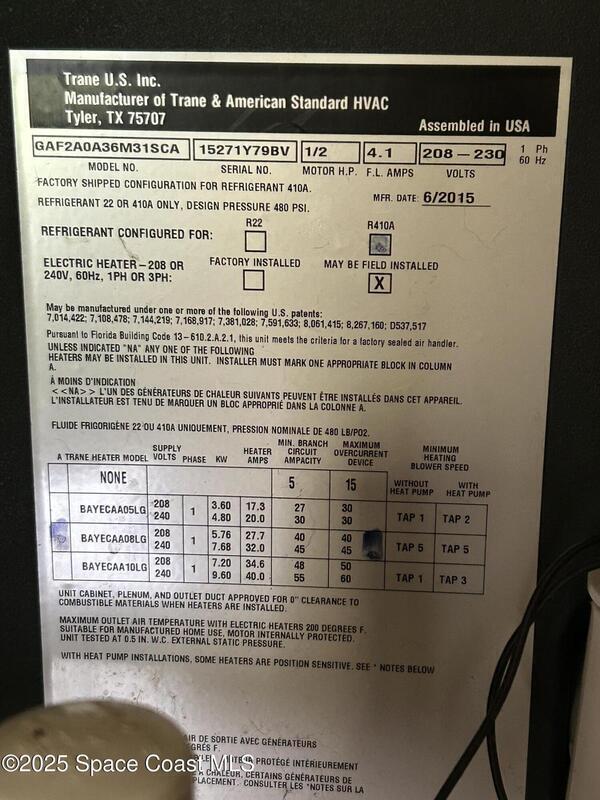 Trane U.S. Inc.
Manufacturer of Trane & American Standard HVAC
Tyler, TX 75707
Assembled in USA
GAF2A0A36M31SCA 15271Y79BV 1/2 4.1 208 – 230 1 Ph
60 Hz
MODEL NO. SERIAL NO. MOTOR H.P. F.L. AMPS VOLTS
FACTORY SHIPPED CONFIGURATION FOR REFRIGERANT 410A.
MFR. DATE: 6/2015
REFRIGERANT 22 OR 410A ONLY, DESIGN PRESSURE 480 PSI.
R22 R410A
REFRIGERANT CONFIGURED FOR:
ELECTRIC HEATER – 208 OR FACTORY INSTALLED MAY BE FIELD INSTALLED
240V, 60Hz, 1PH OR 3PH: X
May be manufactured under one or more of the following U.S. patents:
7,014,422; 7,108,478; 7,144,219; 7,168,917; 7,381,028; 7,591,633; 8,061,415; 8,267,160; D537,517
Pursuant to Florida Building Code 13–610.2.A.2.1, this unit meets the criteria for a factory sealed air handler.
UNLESS INDICATED "NA" ANY ONE OF THE FOLLOWING
HEATERS MAY BE INSTALLED IN THIS UNIT. INSTALLER MUST MARK ONE APPROPRIATE BLOCK IN COLUMN
A.
À MOINS D'INDICATION
<<NA>> L'UN DES GÉNÉRATEURS DE CHALEUR SUIVANTS PEUVENT ÊTRE INSTALLÉS DANS CET APPAREIL.
L'INSTALLATEUR EST TENU DE MARQUER UN BLOC APPROPRIÉ DANS LA COLONNE A.
FLUIDE FRIGORIGÈNE 22 OU 410A UNIQUEMENT, PRESSION NOMINALE DE 480 LB/PO2.
A TRANE HEATER MODEL SUPPLY VOLTS PHASE KW HEATER AMPS MIN. BRANCH CIRCUIT AMPACITY MAXIMUM OVERCURRENT DEVICE MINIMUM HEATING BLOWER SPEED
WITHOUT HEAT PUMP WITH HEAT PUMP
NONE 5 15
BAYECAA05LG 208 240 1 3.60 4.80 17.3 20.0 27 30 30 30 TAP 1 TAP 2
BAYECAA08LG 208 240 1 5.76 7.68 27.7 32.0 40 45 40 45 TAP 5 TAP 5
BAYECAA10LG 208 240 1 7.20 9.60 34.6 40.0 48 55 50 60 TAP 1 TAP 3
UNIT CABINET, PLENUM, AND OUTLET DUCT APPROVED FOR 0" CLEARANCE TO
COMBUSTIBLE MATERIALS WHEN HEATERS ARE INSTALLED.
MAXIMUM OUTLET AIR TEMPERATURE WITH ELECTRIC HEATERS 200 DEGREES F.
SUITABLE FOR MANUFACTURED HOME USE, MOTOR INTERNALLY PROTECTED.
UNIT TESTED AT 0.5 IN. W.C. EXTERNAL STATIC PRESSURE.
WITH HEAT PUMP INSTALLATIONS, SOME HEATERS ARE POSITION SENSITIVE. SEE * NOTES BELOW
AIR DE SORTIE AVEC GÉNÉRATEURS
F.
PROTÉGÉ INTÉRIEUREMENT
CHALEUR, CERTAINS GÉNÉRATEURS DE
CONSULTER LES *NOTES SUR LA
©2025 Space Coast MLS